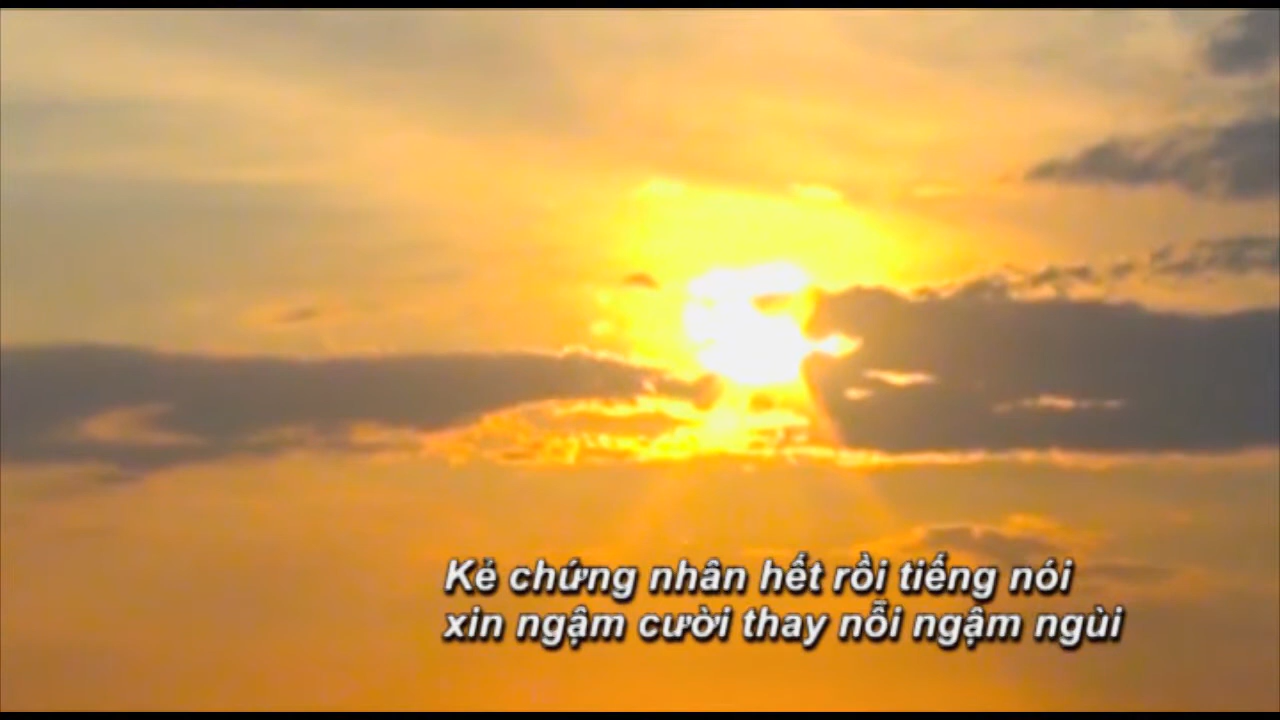 Kẻ chứng nhân hết rồi tiếng nói
xin ngậm cười thay nỗi ngậm ngùi